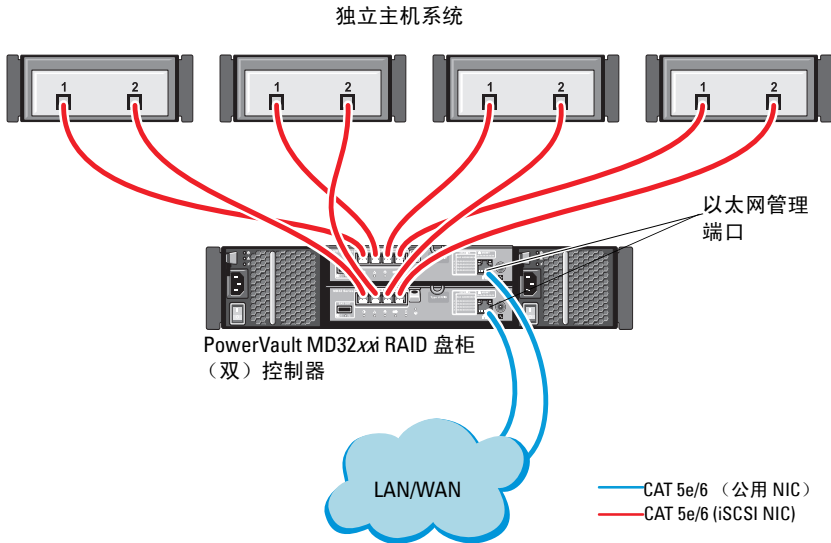 独立主机系统
1 2 1 2 1 2 1 2
以太网管理
端口
PowerVault MD32xxi RAID 盘柜
（双）控制器
LAN/WAN
CAT 5e/6 （公用 NIC）
CAT 5e/6 (iSCSI NIC)